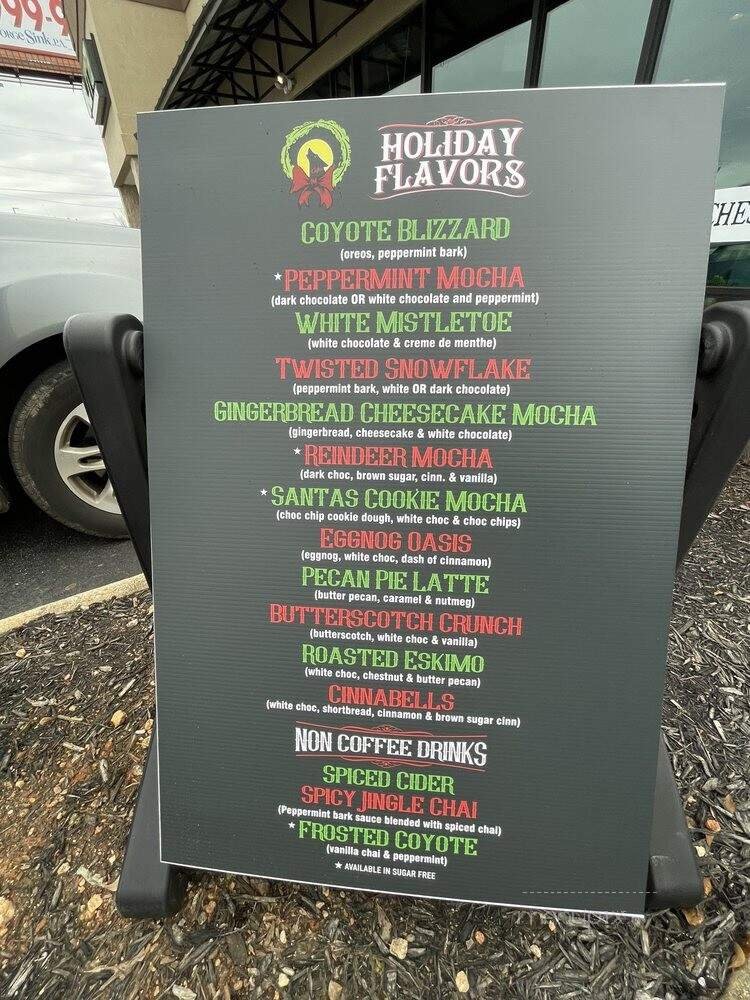 99-9
ORGE Sink, P.A.
CHES
HOLIDAY
FLAVORS
COYOTE BLIZZARD
(oreos, peppermint bark)
★PEPPERMINT MOCHA
(dark chocolate OR white chocolate and peppermint)
WHITE MISTLETOE
(white chocolate & creme de menthe)
TWISTED SNOWFLAKE
(peppermint bark, white OR dark chocolate)
GINGERBREAD CHEESECAKE MOCHA
(gingerbread, cheesecake & white chocolate)
★REINDEER MOCHA
(dark choc, brown sugar, cinn. & vanilla)
★SANTAS COOKIE MOCHA
(choc chip cookie dough, white choc & choc chips)
EGGNOG OASIS
(eggnog, white choc, dash of cinnamon)
PECAN PIE LATTE
(butter pecan, caramel & nutmeg)
BUTTERSCOTCH CRUNCH
(butterscotch, white choc & vanilla)
ROASTED ESKIMO
(white choc, chestnut & butter pecan)
CINNABELLS
(white choc, shortbread, cinnamon & brown sugar cinn)
NON COFFEE DRINKS
SPICED CIDER
SPICY JINGLE CHAI
(Peppermint bark sauce blended with spiced chai)
★FROSTED COYOTE
(vanilla chai & peppermint)
★ AVAILABLE IN SUGAR FREE